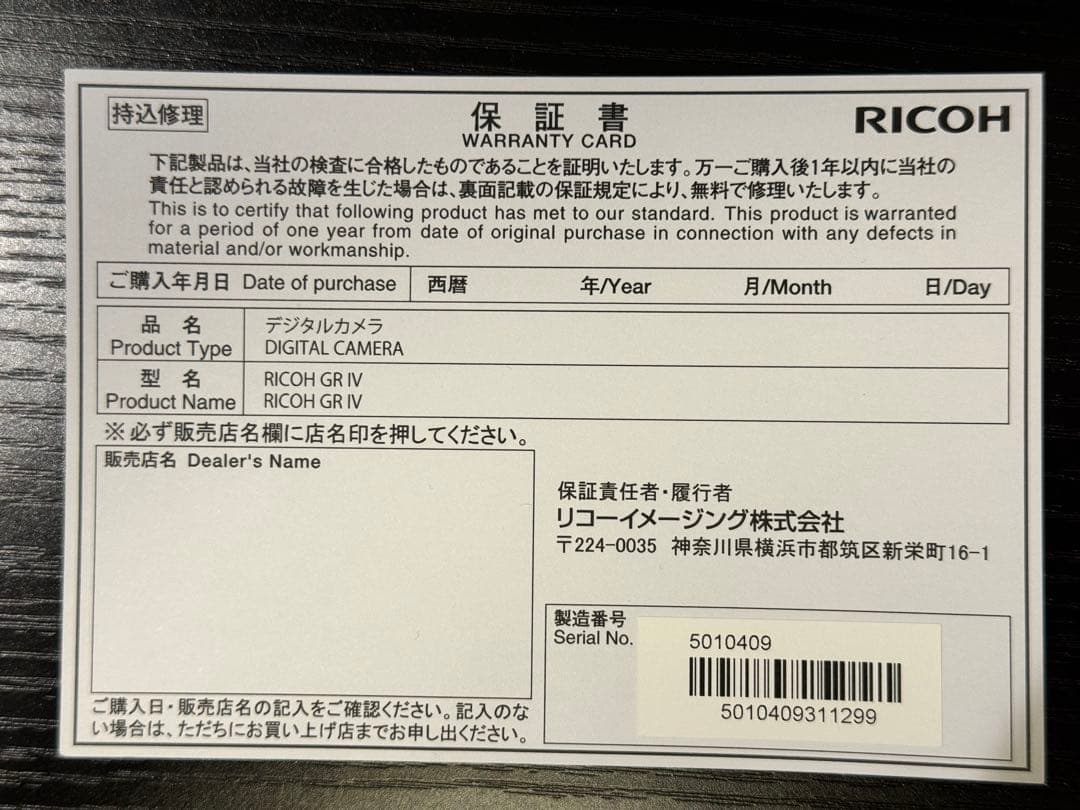 持込修理
保証書
RICOH
WARRANTY CARD
下記製品は、当社の検査に合格したものであることを証明いたします。万一ご購入後1年以内に当社の
責任と認められる故障を生じた場合は、裏面記載の保証規定により、無料で修理いたします。
This is to certify that following product has met to our standard. This product is warranted
for a period of one year from date of original purchase in connection with any defects in
material and/or workmanship.
ご購入年月日 Date of purchase 西暦 年/Year 月/Month 日/Day
品 名 デジタルカメラ
Product Type DIGITAL CAMERA
型 名 RICOH GR IV
Product Name RICOH GR IV
※必ず販売店名欄に店名印を押してください。
販売店名 Dealer's Name
保証責任者・履行者
リコーイメージング株式会社
〒224-0035 神奈川県横浜市都筑区新栄町16-1
製造番号
Serial No.
5010409
5010409311299
ご購入日・販売店名の記入をご確認ください。記入のな
い場合は、ただちにお買い上げ店までお申し出ください。